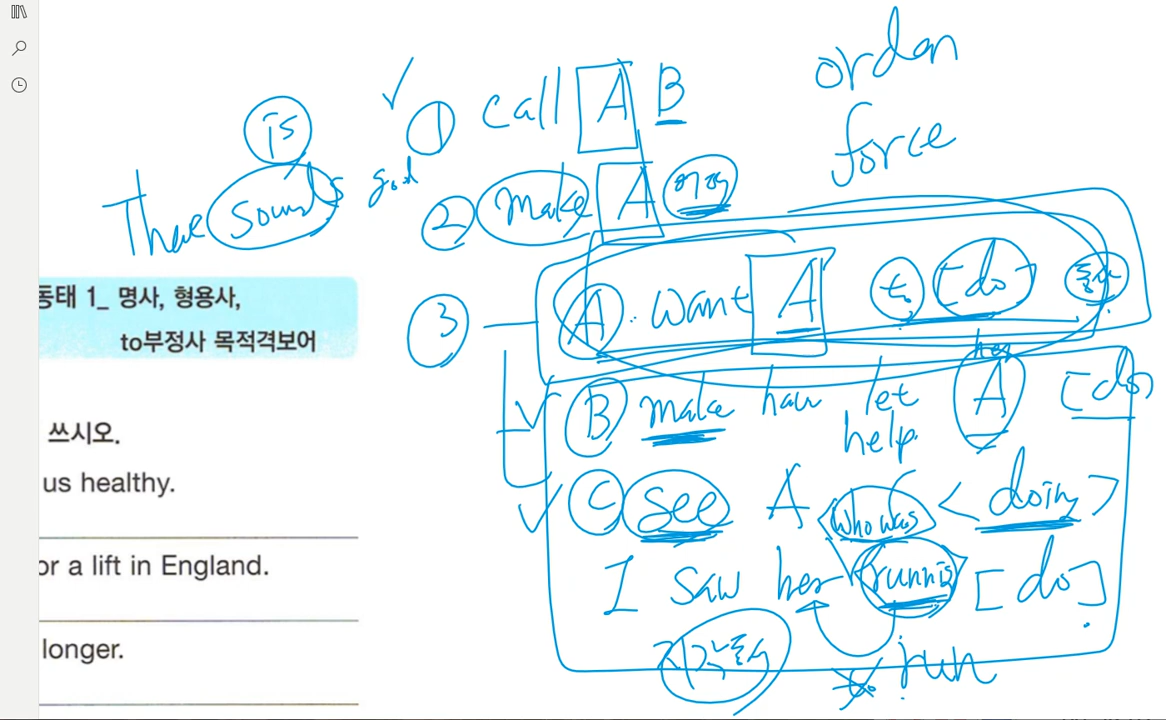 order
force
① call A B
is
That sounds good
② make A 형용
③ Ⓐ. want A to [do] 동사
동태 1_ 명사, 형용사,
to부정사 목적격보어
her
Ⓑ make have let A [do]
help.
쓰시오.
us healthy.
Ⓒ see A who was < doing >
or a lift in England.
I saw her running [do]
longer.
지각동사
to run